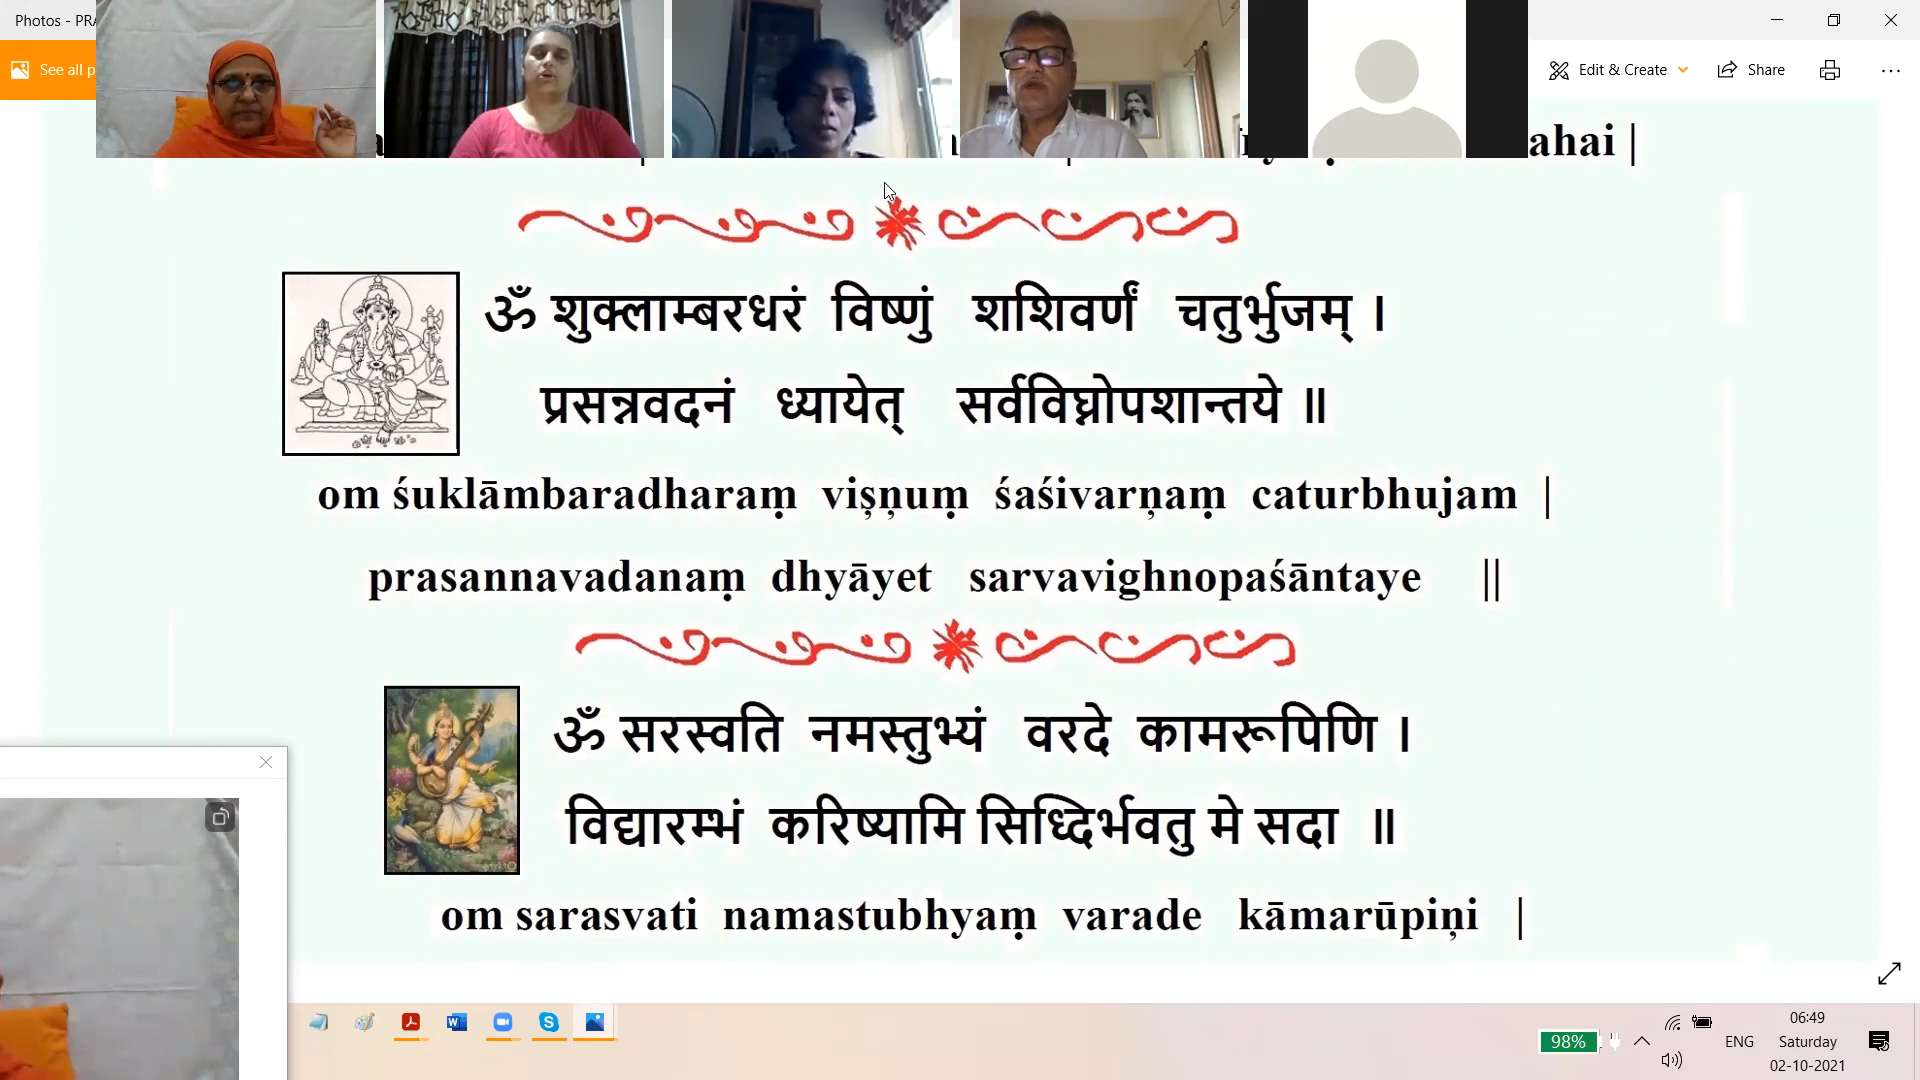 Photos - PRA
See all p
Edit & Create
Share
ahai |
ॐ शुक्लाम्बरधरं विष्णुं शशिवर्णं चतुर्भुजम् ।
प्रसन्नवदनं ध्यायेत् सर्वविघ्नोपशान्तये ॥
om śuklāmbaradharaṃ viṣṇuṃ śaśivarṇaṃ caturbhujam |
prasannavadanaṃ dhyāyet sarvavighnopaśāntaye ||
ॐ सरस्वति नमस्तुभ्यं वरदे कामरूपिणि ।
विद्यारम्भं करिष्यामि सिध्दिर्भवतु मे सदा ॥
om sarasvati namastubhyaṃ varade kāmarūpiṇi |
98%
ENG
06:49
Saturday
02-10-2021